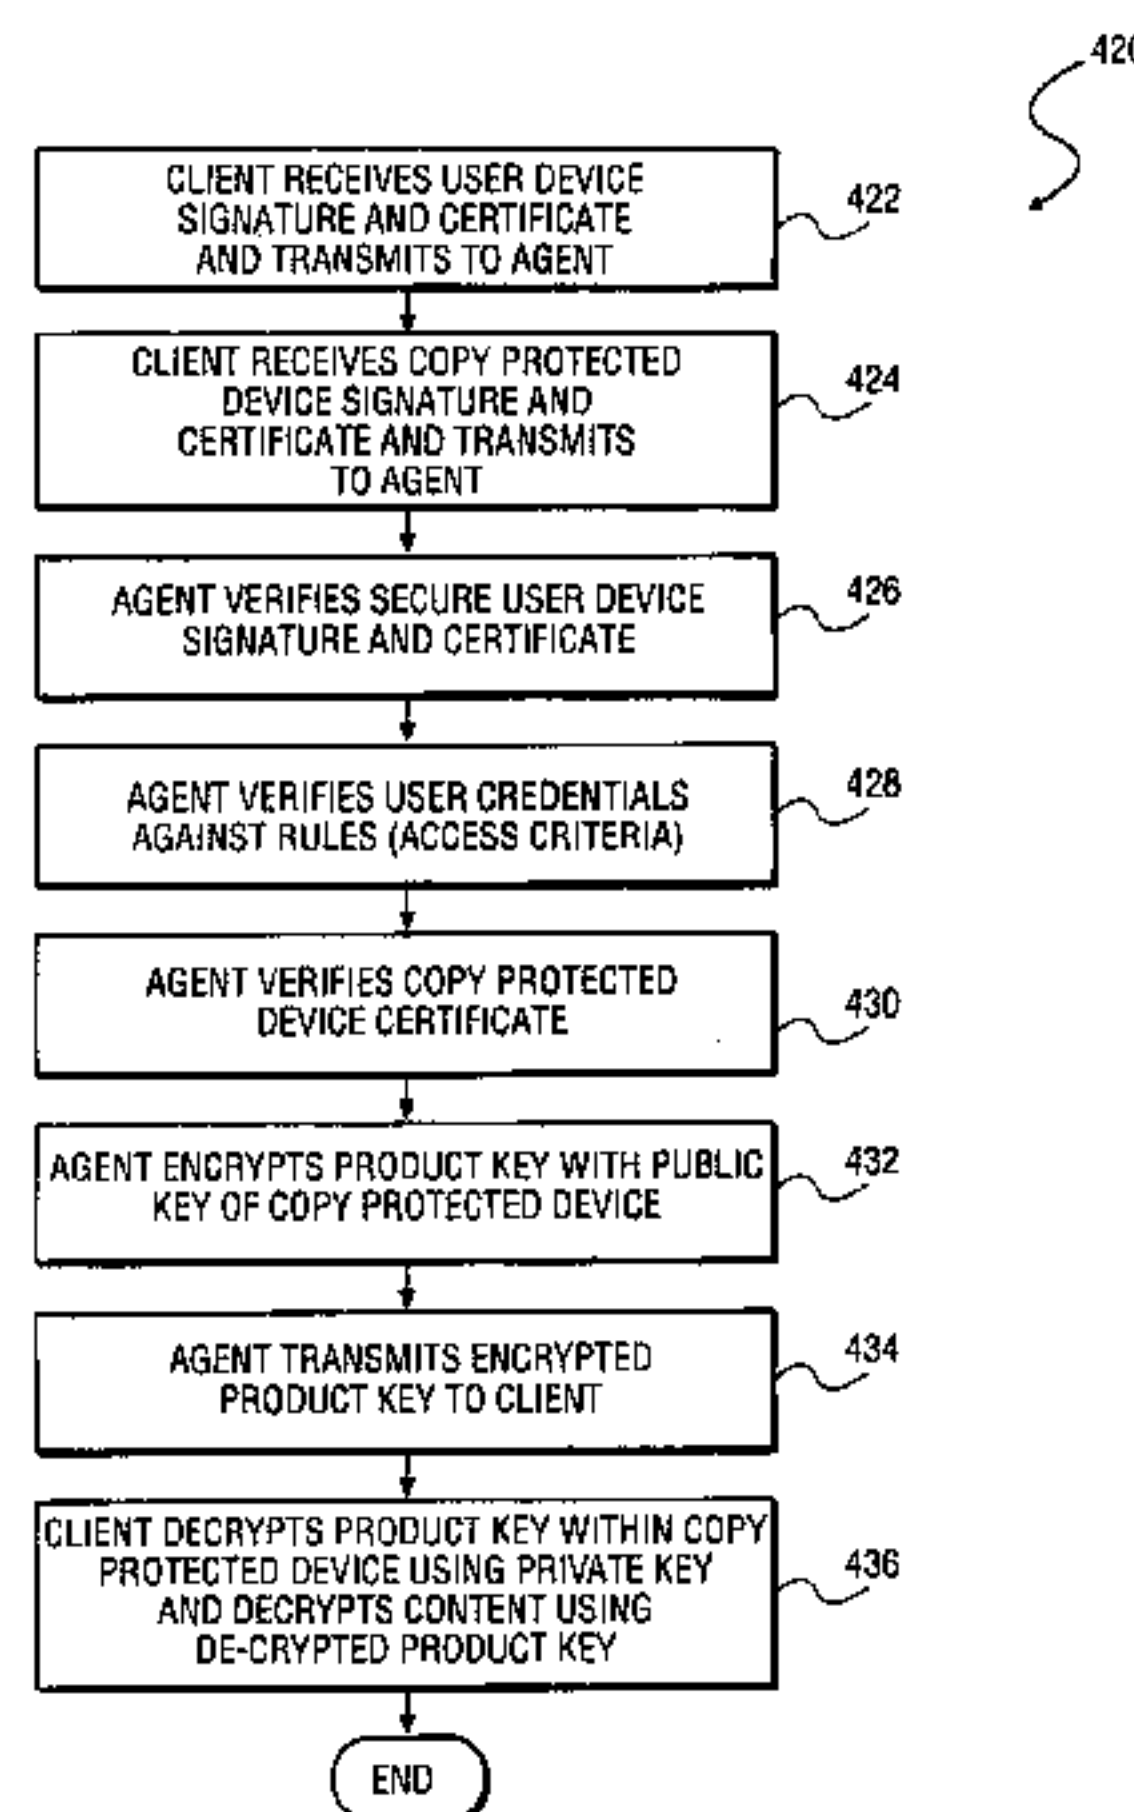 420
CLIENT RECEIVES USER DEVICE
SIGNATURE AND CERTIFICATE
AND TRANSMITS TO AGENT
422
CLIENT RECEIVES COPY PROTECTED
DEVICE SIGNATURE AND
CERTIFICATE AND TRANSMITS
TO AGENT
424
AGENT VERIFIES SECURE USER DEVICE
SIGNATURE AND CERTIFICATE
426
AGENT VERIFIES USER CREDENTIALS
AGAINST RULES (ACCESS CRITERIA)
428
AGENT VERIFIES COPY PROTECTED
DEVICE CERTIFICATE
430
AGENT ENCRYPTS PRODUCT KEY WITH PUBLIC
KEY OF COPY PROTECTED DEVICE
432
AGENT TRANSMITS ENCRYPTED
PRODUCT KEY TO CLIENT
434
CLIENT DECRYPTS PRODUCT KEY WITHIN COPY
PROTECTED DEVICE USING PRIVATE KEY
AND DECRYPTS CONTENT USING
DE-CRYPTED PRODUCT KEY
436
END